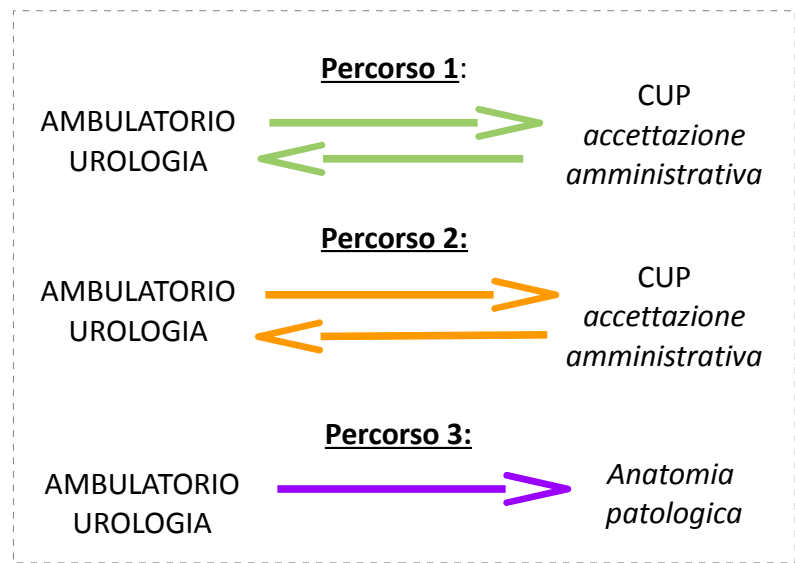 Percorso 1:
AMBULATORIO
UROLOGIA
CUP
accettazione
amministrativa
Percorso 2:
AMBULATORIO
UROLOGIA
CUP
accettazione
amministrativa
Percorso 3:
AMBULATORIO
UROLOGIA
Anatomia
patologica